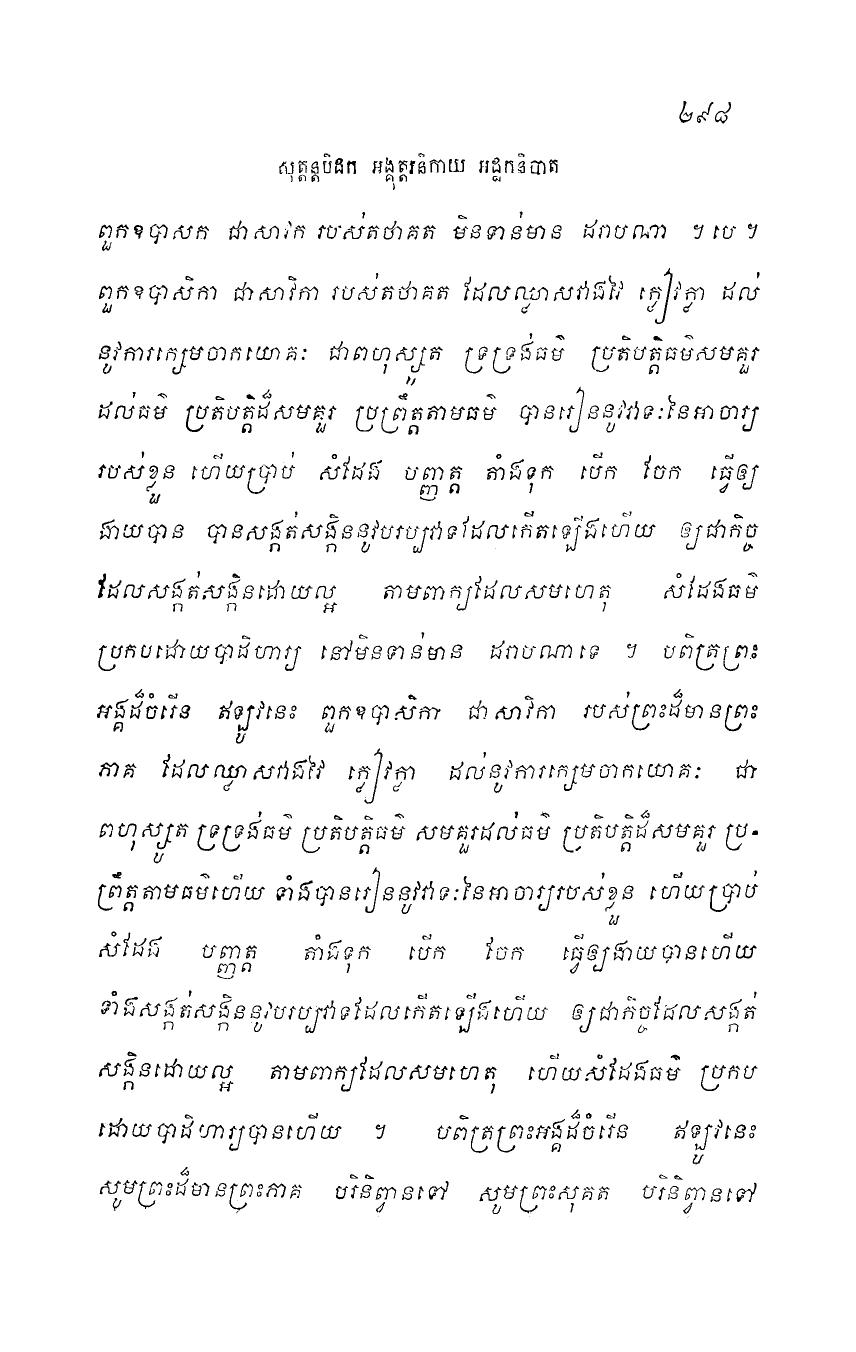 ២៩៨
សុត្តន្តបិដក អង្គុត្តរនិកាយ អដ្ឋកនិបាត
ពួកឧបាសក ជាសាវក របស់តថាគត មិនទាន់មាន ដរាបណា ។ បេ ។
ពួកឧបាសិកា ជាសាវិកា របស់តថាគត ដែលឈ្លាសវាងវៃ ក្លៀវក្លា ដល់
នូវការក្សេមចាកយោគៈ ជាពហុស្សូត ទ្រទ្រង់ធម៌ ប្រតិបត្តិធម៌សមគួរ
ដល់ធម៌ ប្រតិបត្តិដ៏សមគួរ ប្រព្រឹត្តតាមធម៌ បានរៀននូវវាទៈនៃអាចារ្យ
របស់ខ្លួន ហើយប្រាប់ សំដែង បញ្ញត្ត តាំងទុក បើក ចែក ធ្វើឲ្យ
ងាយបាន បានសង្កត់សង្កិននូវបរប្បវាទដែលកើតឡើងហើយ ឲ្យជាកិច្ច
ដែលសង្កត់សង្កិនដោយល្អ តាមពាក្យដែលសមហេតុ សំដែងធម៌
ប្រកបដោយបាដិហារ្យ នៅមិនទាន់មាន ដរាបណាទេ ។ បពិត្រព្រះ
អង្គដ៏ចំរើន ឥឡូវនេះ ពួកឧបាសិកា ជាសាវិកា របស់ព្រះដ៏មានព្រះ
ភាគ ដែលឈ្លាសវាងវៃ ក្លៀវក្លា ដល់នូវការក្សេមចាកយោគៈ ជា
ពហុស្សូត ទ្រទ្រង់ធម៌ ប្រតិបត្តិធម៌ សមគួរដល់ធម៌ ប្រតិបត្តិដ៏សមគួរ ប្រ-
ព្រឹត្តតាមធម៌ហើយ ទាំងបានរៀននូវវាទៈនៃអាចារ្យរបស់ខ្លួន ហើយប្រាប់
សំដែង បញ្ញត្ត តាំងទុក បើក ចែក ធ្វើឲ្យងាយបានហើយ
ទាំងសង្កត់សង្កិននូវបរប្បវាទដែលកើតឡើងហើយ ឲ្យជាកិច្ចដែលសង្កត់
សង្កិនដោយល្អ តាមពាក្យដែលសមហេតុ ហើយសំដែងធម៌ ប្រកប
ដោយបាដិហារ្យបានហើយ ។ បពិត្រព្រះអង្គដ៏ចំរើន ឥឡូវនេះ
សូមព្រះដ៏មានព្រះភាគ បរិនិព្វានទៅ សូមព្រះសុគត បរិនិព្វានទៅ